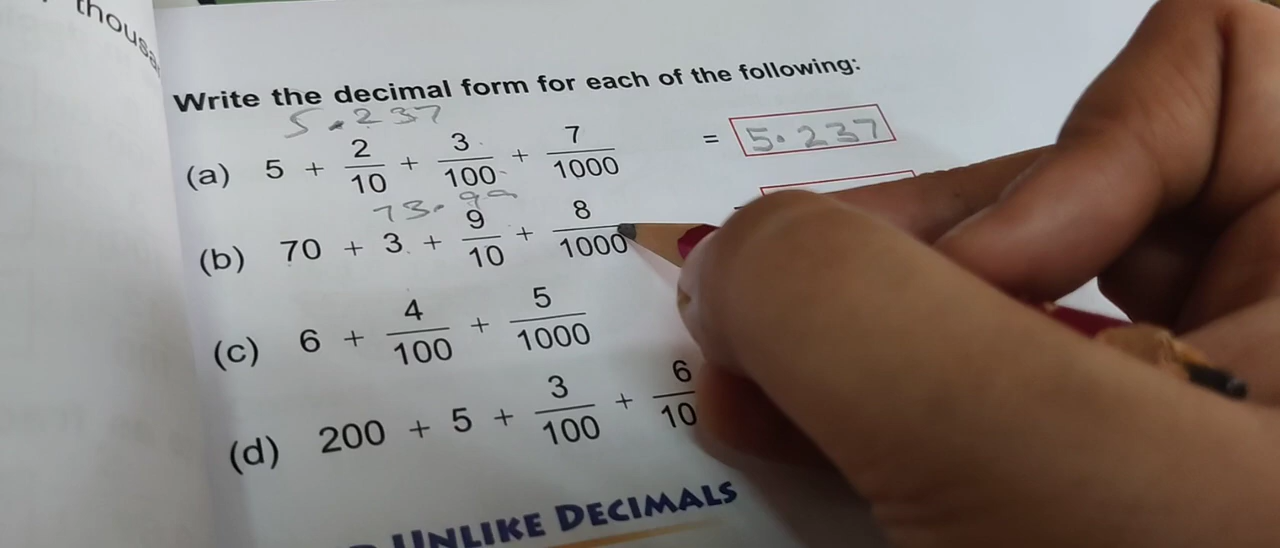 thousa
Write the decimal form for each of the following:
5.237
(a) 5 + 2/10 + 3/100 + 7/1000 = 5.237
73.99
(b) 70 + 3 + 9/10 + 8/1000
(c) 6 + 4/100 + 5/1000
(d) 200 + 5 + 3/100 + 6/10
UNLIKE DECIMALS